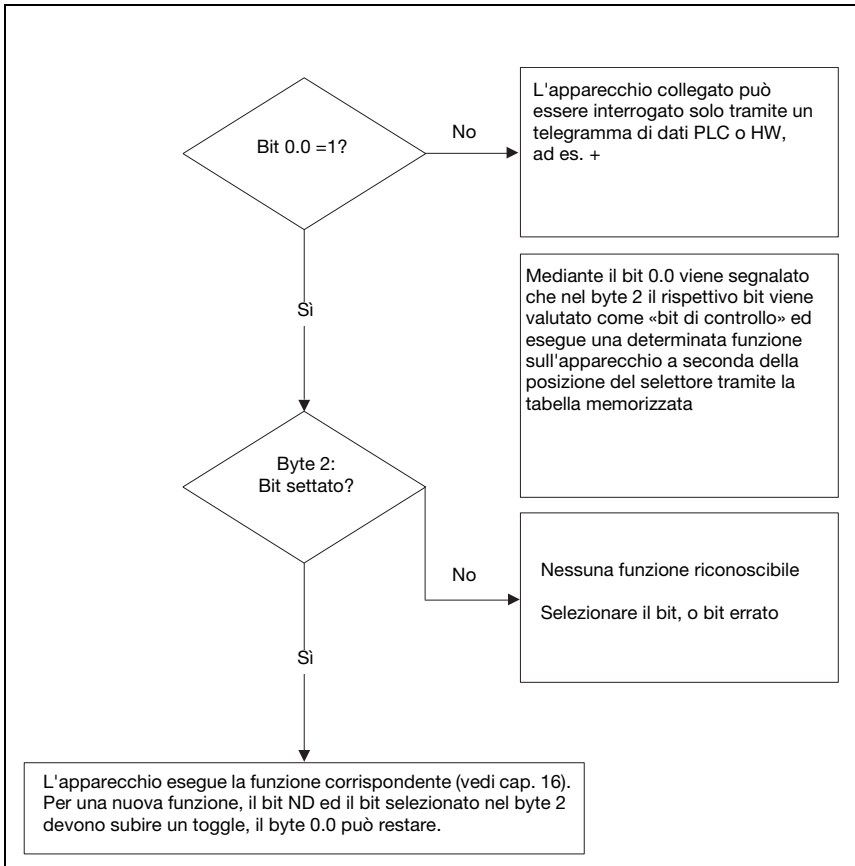 Bit 0.0 =1?
No
L'apparecchio collegato può
essere interrogato solo tramite un
telegramma di dati PLC o HW,
ad es. +
Sì
Mediante il bit 0.0 viene segnalato
che nel byte 2 il rispettivo bit viene
valutato come «bit di controllo» ed
esegue una determinata funzione
sull'apparecchio a seconda della
posizione del selettore tramite la
tabella memorizzata
Byte 2:
Bit settato?
No
Nessuna funzione riconoscibile
Selezionare il bit, o bit errato
Sì
L'apparecchio esegue la funzione corrispondente (vedi cap. 16).
Per una nuova funzione, il bit ND ed il bit selezionato nel byte 2
devono subire un toggle, il byte 0.0 può restare.